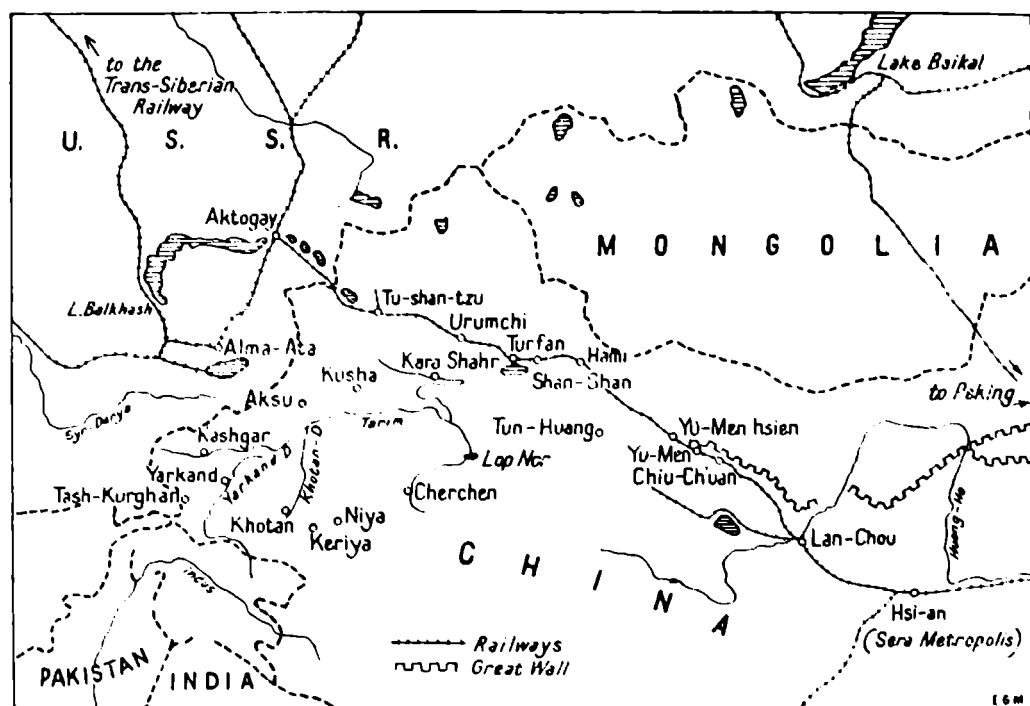 to the
Trans-Siberian
Railway
Lake Baikal
U. S. S. R.
MONGOLIA
Aktogay
L. Balkhash
Tu-shan-tzu
Urumchi
Turfan
Hami
Alma-Ata
Kara Shahr
Shan-Shan
Kusha
Aksu
to Peking
Syr-Darya
Tarim
Tun-Huang
Yu-Men hsien
Kashgar
Yu-Men
Lop Nor
Chiu-Ch'uan
Yarkand
Yarkand D
Khotan-D
Tash-Kurghan
Cherchen
Khotan
Niya
Keriya
Huang-Ho
Lan-Chou
CHINA
Hsi-an
(Sera Metropolis)
PAKISTAN
INDIA
Railways
Great Wall